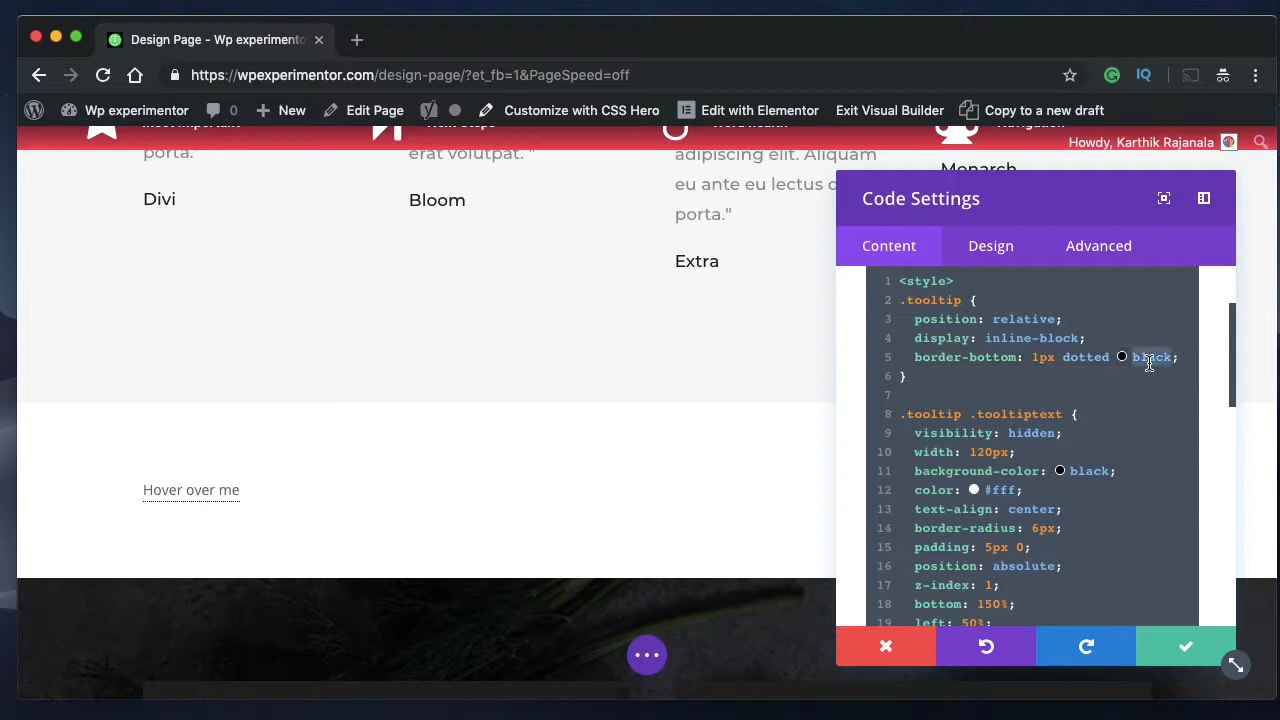 Design Page - Wp experimento
https://wpexperimentor.com/design-page/?et_fb=1&PageSpeed=off
IQ
Wp experimentor 0 New Edit Page Customize with CSS Hero Edit with Elementor Exit Visual Builder Copy to a new draft
Howdy, Karthik Rajanala
porta."
erat volutpat. "
adipiscing elit. Aliquam
eu ante eu lectus
porta."
Monarch
Divi
Bloom
Extra
Hover over me
Code Settings
Content Design Advanced
1 <style>
2 .tooltip {
3 position: relative;
4 display: inline-block;
5 border-bottom: 1px dotted black;
6 }
7
8 .tooltip .tooltiptext {
9 visibility: hidden;
10 width: 120px;
11 background-color: black;
12 color: #fff;
13 text-align: center;
14 border-radius: 6px;
15 padding: 5px 0;
16 position: absolute;
17 z-index: 1;
18 bottom: 150%;
19 left: 50%;